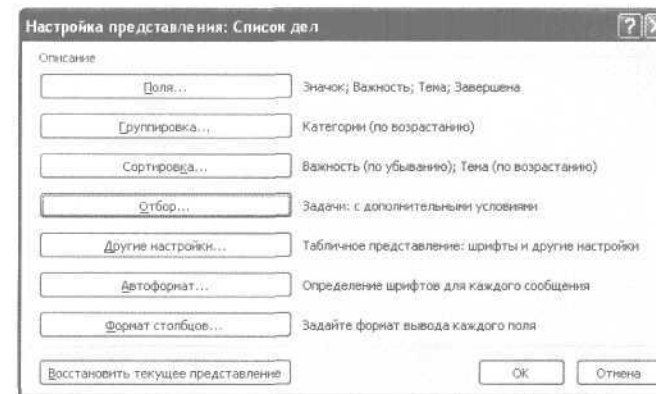 Настройка представления: Список дел
Описание
Поля...
Значок; Важность; Тема; Завершена
Группировка...
Категории (по возрастанию)
Сортировка...
Важность (по убыванию); Тема (по возрастанию)
Отбор...
Задачи: с дополнительными условиями
Другие настройки...
Табличное представление: шрифты и другие настройки
Автоформат...
Определение шрифтов для каждого сообщения
Формат столбцов...
Задайте формат вывода каждого поля
Восстановить текущее представление
ОК
Отмена